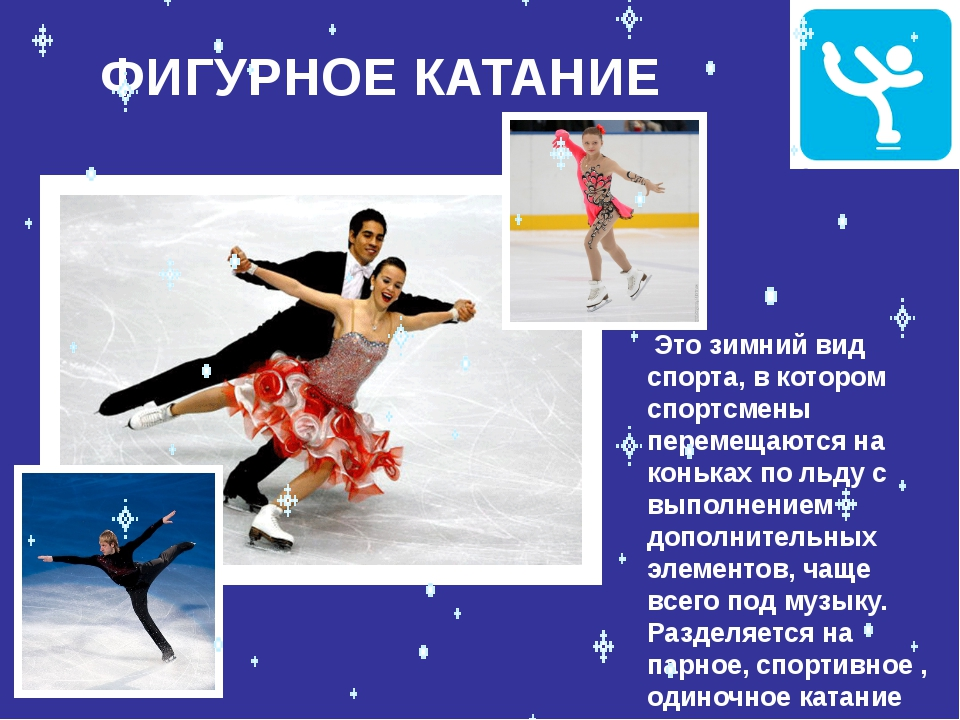 ФИГУРНОЕ КАТАНИЕ
Это зимний вид
спорта, в котором
спортсмены
перемещаются на
коньках по льду с
выполнением
дополнительных
элементов, чаще
всего под музыку.
Разделяется на
парное, спортивное ,
одиночное катание